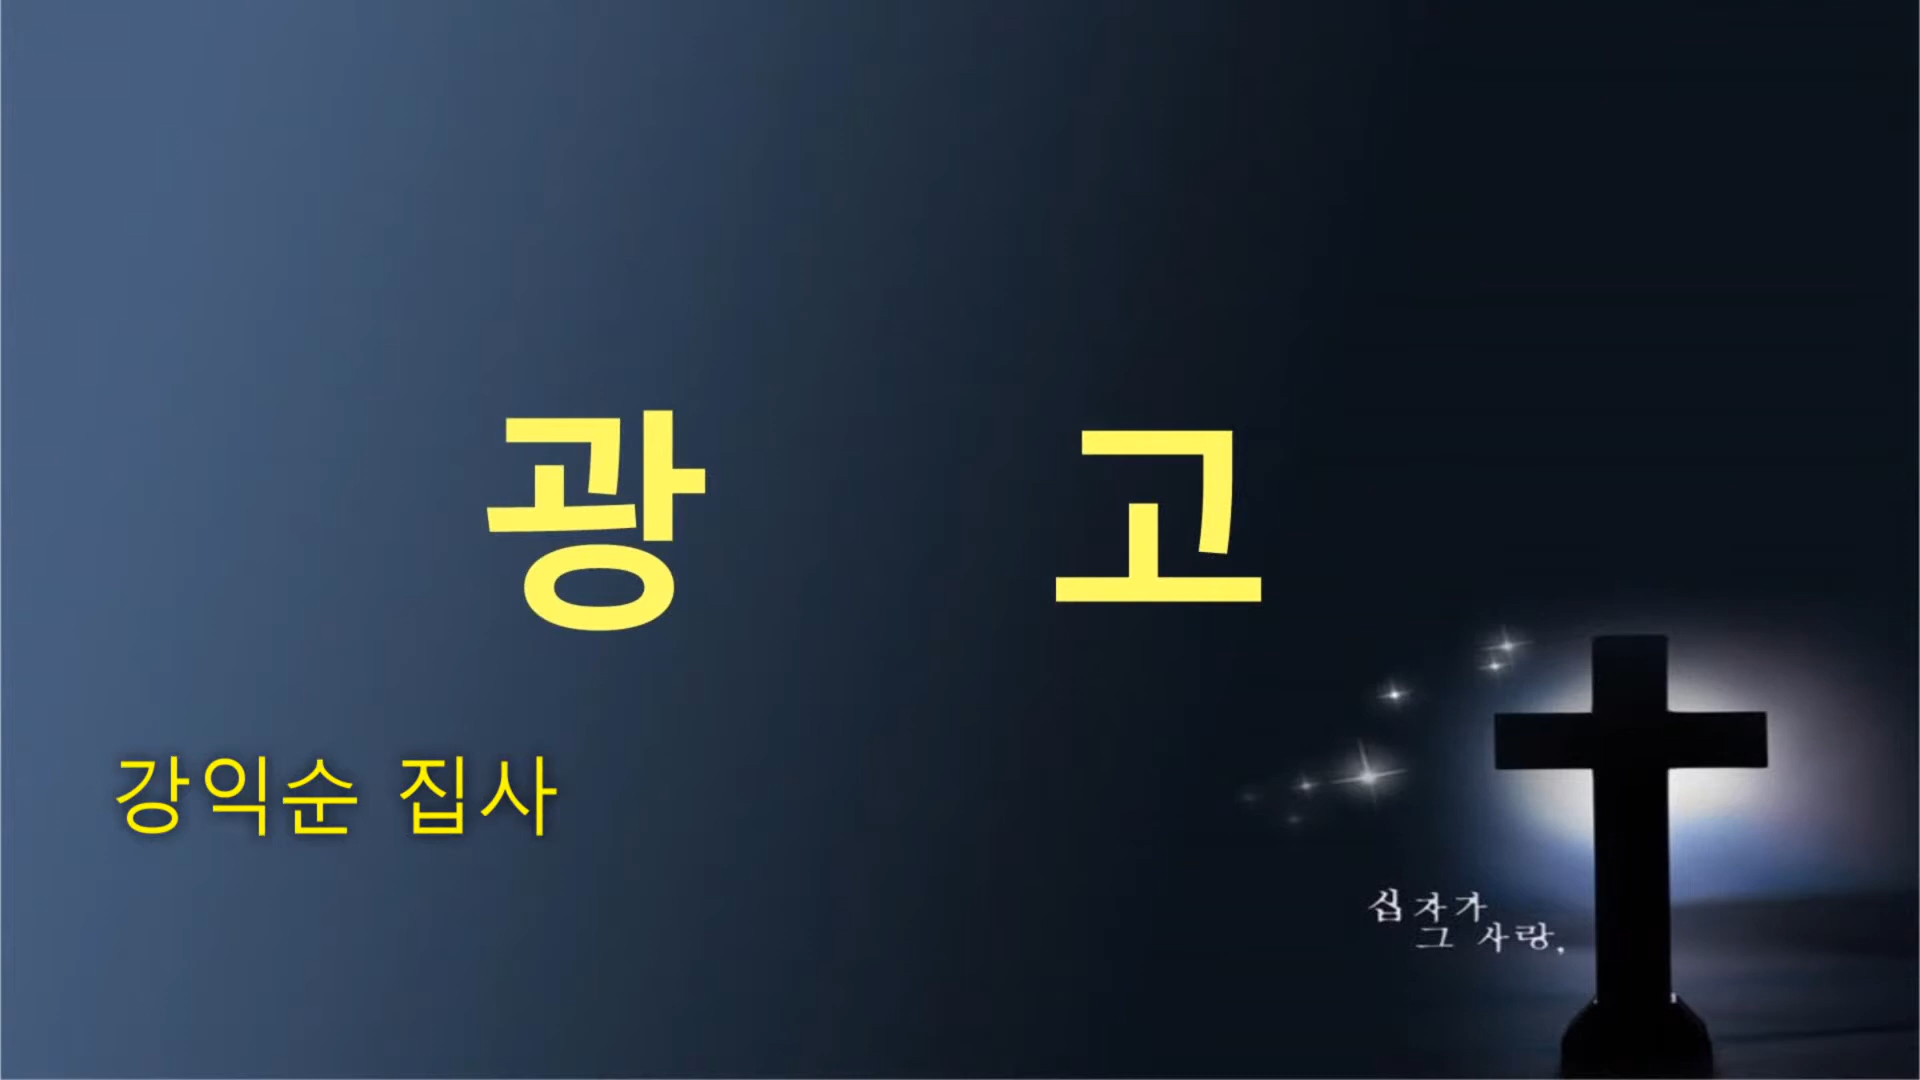 광 고
강익순 집사
십자가
그 사랑,